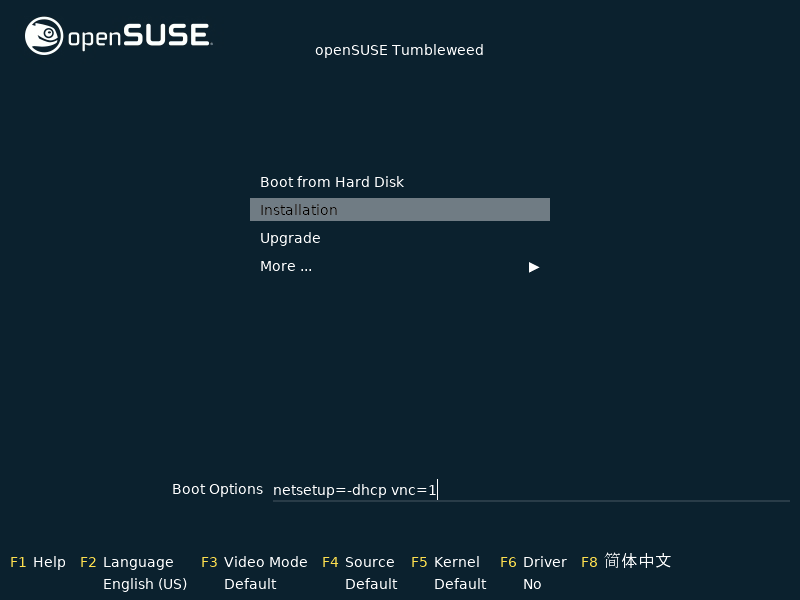 openSUSE
openSUSE Tumbleweed
Boot from Hard Disk
Installation
Upgrade
More ...
Boot Options netsetup=-dhcp vnc=1
F1 Help F2 Language F3 Video Mode F4 Source F5 Kernel F6 Driver F8 简体中文
English (US) Default Default Default No